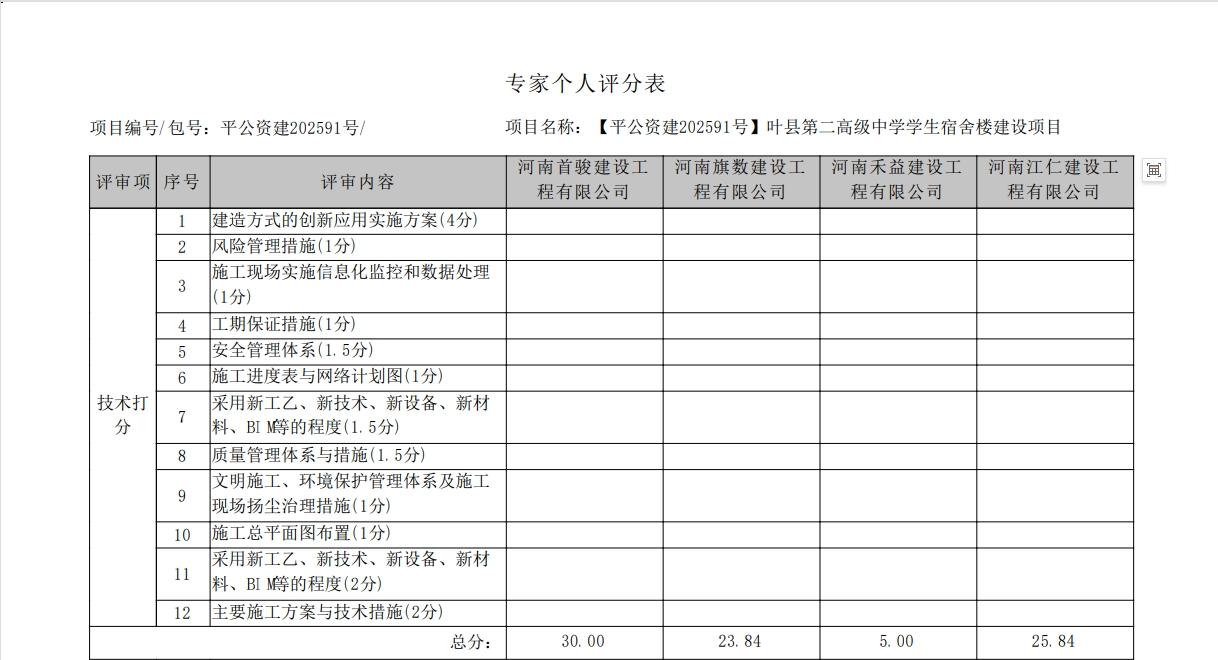 专家个人评分表
项目编号/包号：平公资建202591号/
项目名称：【平公资建202591号】叶县第二高级中学学生宿舍楼建设项目
评审项 序号 评审内容 河南首骏建设工程有限公司 河南旗数建设工程有限公司 河南禾益建设工程有限公司 河南江仁建设工程有限公司
技术打分
1 建造方式的创新应用实施方案(4分)
2 风险管理措施(1分)
3 施工现场实施信息化监控和数据处理
(1分)
4 工期保证措施(1分)
5 安全管理体系(1.5分)
6 施工进度表与网络计划图(1分)
7 采用新工乙、新技术、新设备、新材
料、BIM等的程度(1.5分)
8 质量管理体系与措施(1.5分)
9 文明施工、环境保护管理体系及施工
现场扬尘治理措施(1分)
10 施工总平面图布置(1分)
11 采用新工乙、新技术、新设备、新材
料、BIM等的程度(2分)
12 主要施工方案与技术措施(2分)
总分： 30.00 23.84 5.00 25.84